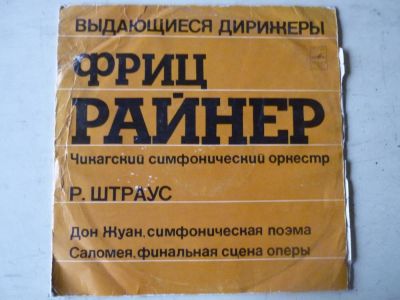 ВЫДАЮЩИЕСЯ ДИРИЖЕРЫ
ФРИЦ
РАЙНЕР
Чикагский симфонический оркестр
Р. ШТРАУС
Дон Жуан, симфоническая поэма
Саломея, финальная сцена оперы